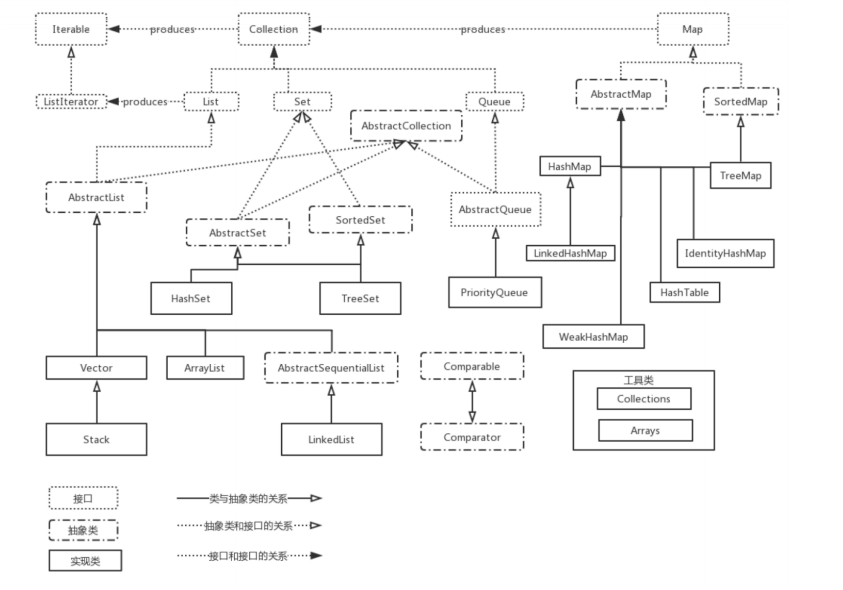 Iterable
produces
Collection
produces
Map
ListIterator
produces
List
Set
Queue
AbstractMap
SortedMap
AbstractCollection
HashMap
TreeMap
AbstractList
AbstractSet
SortedSet
AbstractQueue
LinkedHashMap
IdentityHashMap
HashSet
TreeSet
PriorityQueue
HashTable
WeakHashMap
Vector
ArrayList
AbstractSequentialList
Comparable
工具类
Collections
Arrays
Stack
LinkedList
Comparator
接口
类与抽象类的关系
抽象类
抽象类和接口的关系
实现类
接口和接口的关系